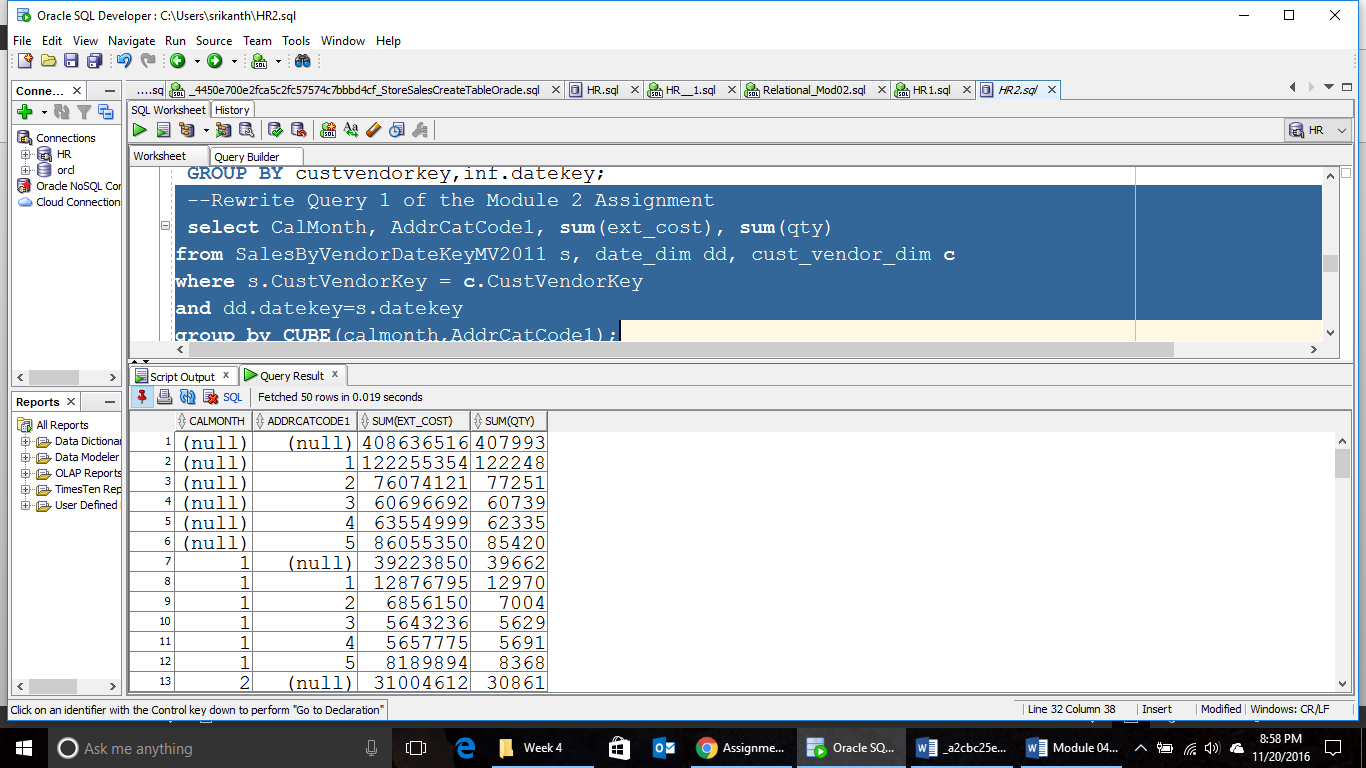 Oracle SQL Developer : C:\Users\srikanth\HR2.sql
File Edit View Navigate Run Source Team Tools Window Help
Conne...
....sq _4450e700e2fca5c2fc57574c7bbbd4cf_StoreSalesCreateTableOracle.sql HR.sql HR__1.sql Relational_Mod02.sql HR1.sql HR2.sql
SQL Worksheet History
HR
Connections
HR
orcl
Oracle NoSQL Cor
Cloud Connection
Worksheet Query Builder
GROUP BY custvendorkey,inf.datekey;
--Rewrite Query 1 of the Module 2 Assignment
select CalMonth, AddrCatCode1, sum(ext_cost), sum(qty)
from SalesByVendorDateKeyMV2011 s, date_dim dd, cust_vendor_dim c
where s.CustVendorKey = c.CustVendorKey
and dd.datekey=s.datekey
group by CUBE(calmonth,AddrCatCode1);
Reports
All Reports
Data Dictionar
Data Modeler
OLAP Reports
TimesTen Rep
User Defined
Script Output Query Result
SQL Fetched 50 rows in 0.019 seconds
CALMONTH ADDRCATCODE1 SUM(EXT_COST) SUM(QTY)
1 (null) (null) 408636516 407993
2 (null) 1 122255354 122248
3 (null) 2 76074121 77251
4 (null) 3 60696692 60739
5 (null) 4 63554999 62335
6 (null) 5 86055350 85420
7 1 (null) 39223850 39662
8 1 1 12876795 12970
9 1 2 6856150 7004
10 1 3 5643236 5629
11 1 4 5657775 5691
12 1 5 8189894 8368
13 2 (null) 31004612 30861
Click on an identifier with the Control key down to perform "Go to Declaration"
Line 32 Column 38 Insert Modified Windows: CR/LF
Ask me anything
Week 4
Assignme...
Oracle SQ...
_a2cbc25e...
Module 04...
8:58 PM
11/20/2016